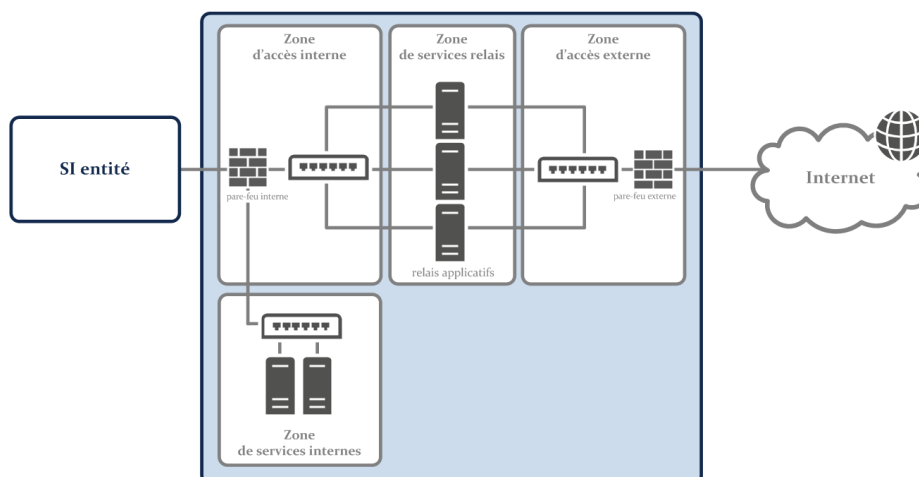 Zone
d'accès interne
Zone
de services relais
Zone
d'accès externe
SI entité
pare-feu interne
pare-feu externe
Internet
relais applicatifs
Zone
de services internes